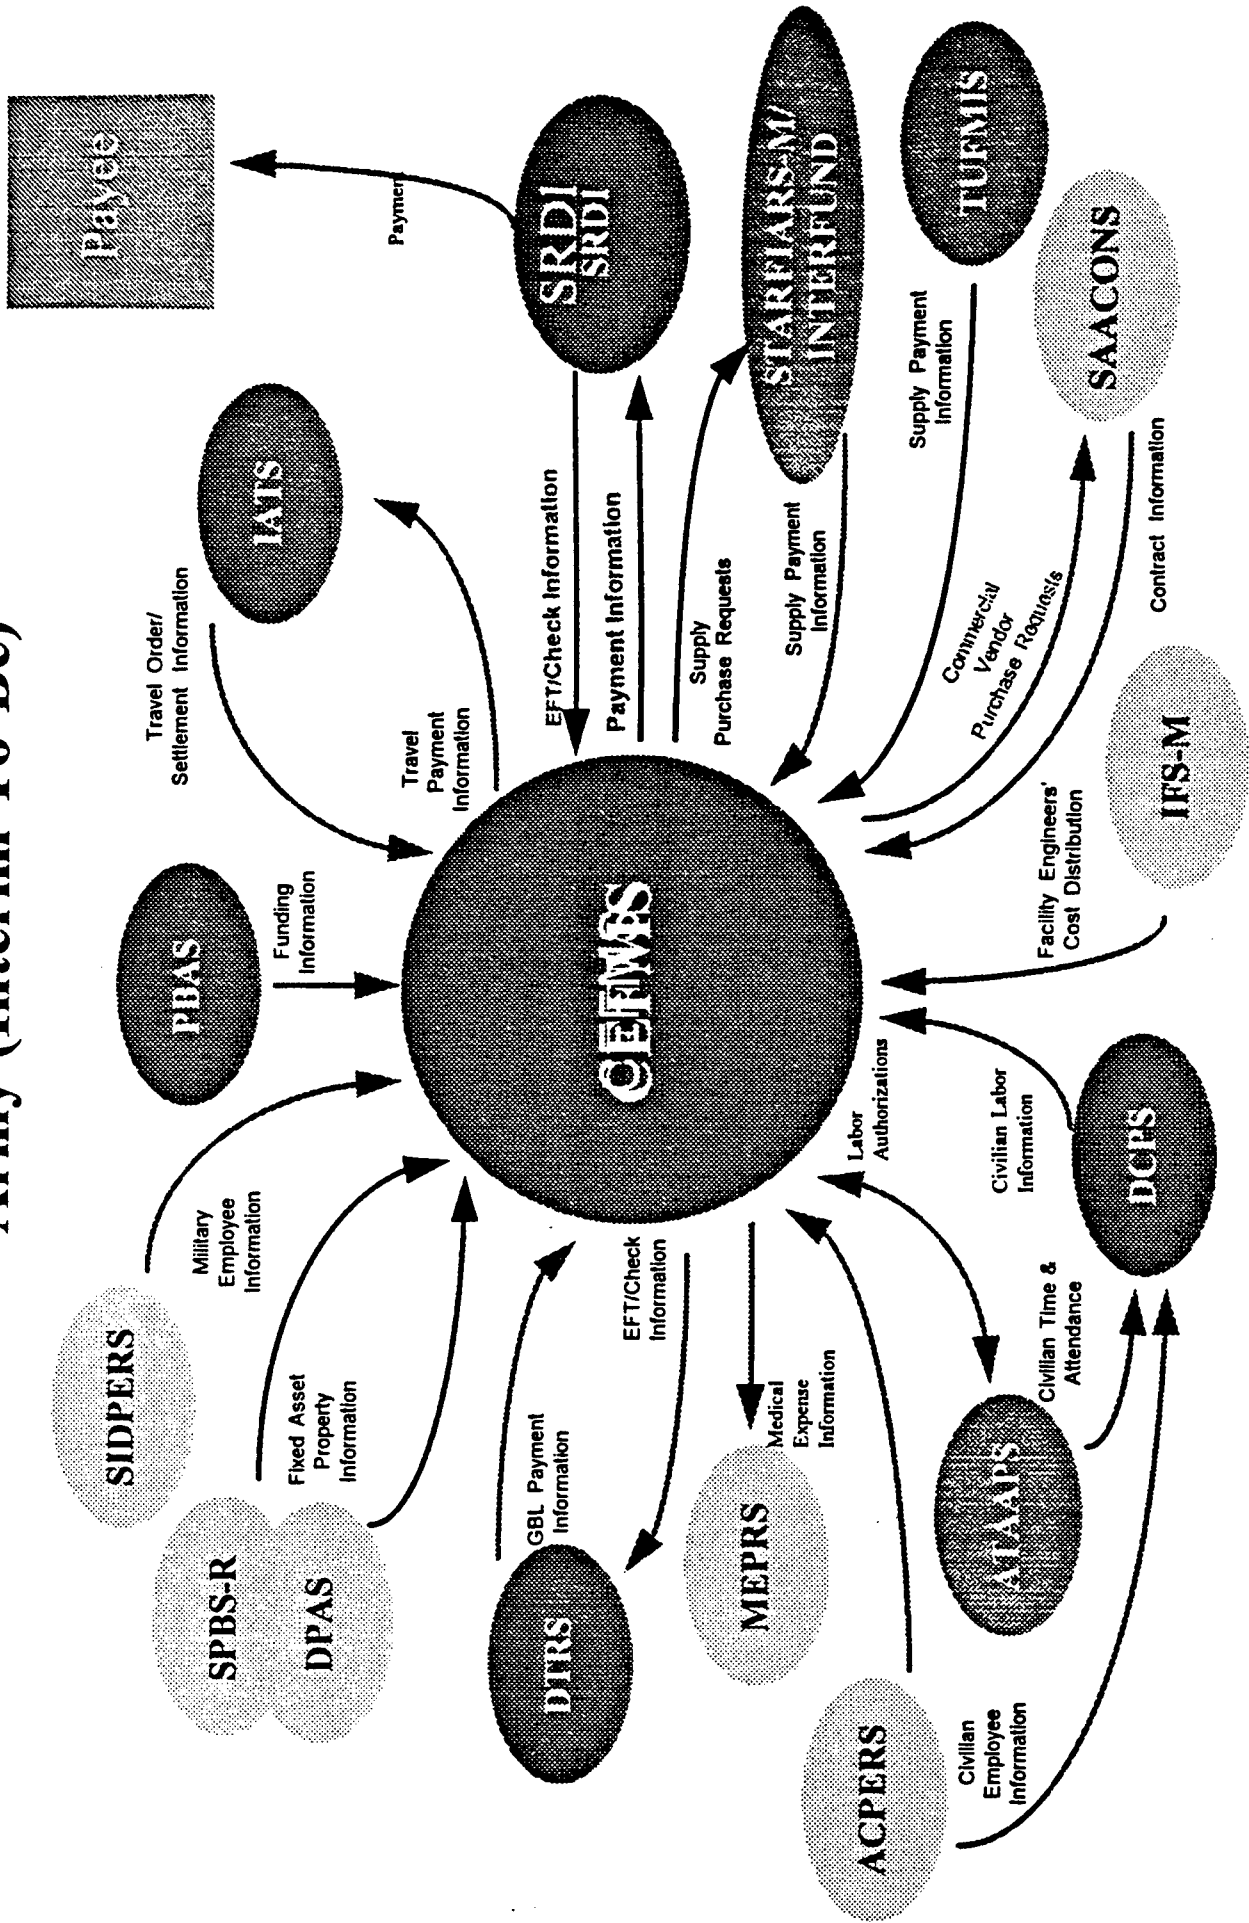 Army (Interim To Be)
Payee
SIDPERS
PBAS
Travel Order/
Settlement Information
IATS
SPBS-R
DPAS
Military
Employee
Information
Funding
Information
Fixed Asset
Property
Information
Travel
Payment
Information
Payment
DTRS
GBL Payment
Information
CEFMS
EFT/Check Information
Payment Information
SRD1
SRD1
EFT/Check
Information
Supply
Purchase Requests
MEPRS
Medical
Expense
Information
Supply Payment
Information
STARFIARS-M/
INTERFUND
ACPERS
Labor
Authorizations
Supply Payment
Information
TUFMIS
Civilian
Employee
Information
ATAAPS
Civilian Time &
Attendance
Civilian Labor
Information
Facility Engineers'
Cost Distribution
Commercial
Vendor
Purchase Requests
SAACONS
DCPS
IFS-M
Contract Information